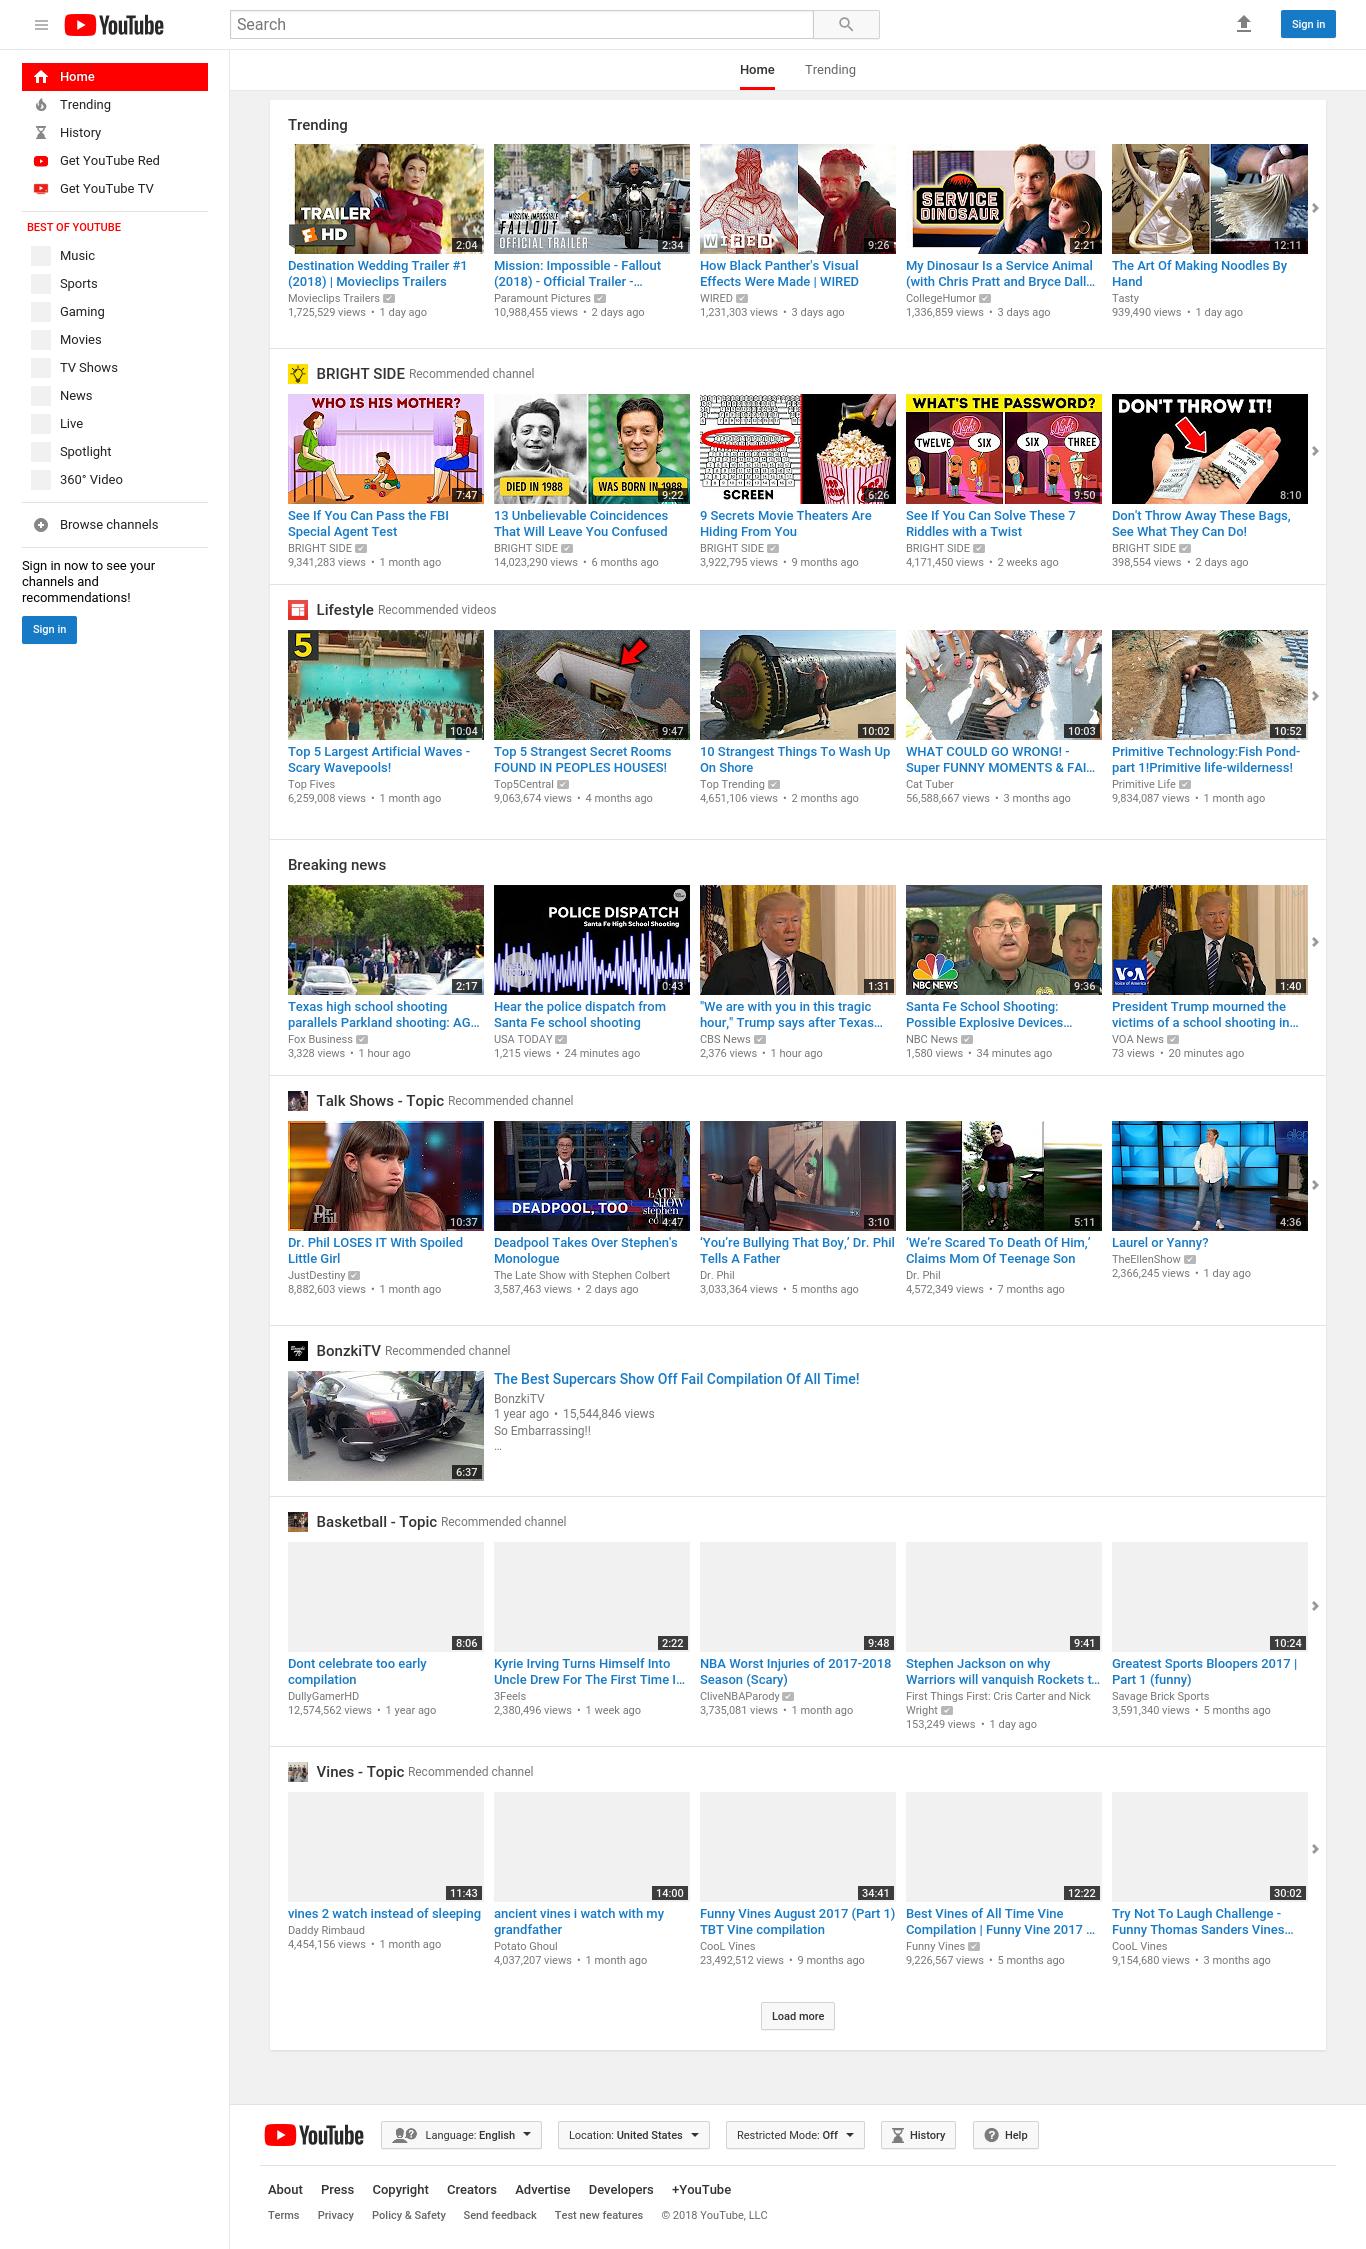 YouTube
Search
Sign in
Home
Trending
History
Get YouTube Red
Get YouTube TV
BEST OF YOUTUBE
Music
Sports
Gaming
Movies
TV Shows
News
Live
Spotlight
360° Video
Browse channels
Sign in now to see your
channels and
recommendations!
Sign in
Home Trending
Trending
TRAILER
HD
2:04
Destination Wedding Trailer #1
(2018) | Movieclips Trailers
Movieclips Trailers
1,725,529 views • 1 day ago
MISSION: IMPOSSIBLE
FALLOUT
OFFICIAL TRAILER
2:34
Mission: Impossible - Fallout
(2018) - Official Trailer -...
Paramount Pictures
10,988,455 views • 2 days ago
WIRED
9:26
How Black Panther's Visual
Effects Were Made | WIRED
WIRED
1,231,303 views • 3 days ago
SERVICE
DINOSAUR
2:21
My Dinosaur Is a Service Animal
(with Chris Pratt and Bryce Dall...
CollegeHumor
1,336,859 views • 3 days ago
12:11
The Art Of Making Noodles By
Hand
Tasty
939,490 views • 1 day ago
BRIGHT SIDE Recommended channel
WHO IS HIS MOTHER?
7:47
See If You Can Pass the FBI
Special Agent Test
BRIGHT SIDE
9,341,283 views • 1 month ago
DIED IN 1988
WAS BORN IN 1988
9:22
13 Unbelievable Coincidences
That Will Leave You Confused
BRIGHT SIDE
14,023,290 views • 6 months ago
SCREEN
6:26
9 Secrets Movie Theaters Are
Hiding From You
BRIGHT SIDE
3,922,795 views • 9 months ago
WHAT'S THE PASSWORD?
Night
TWELVE
SIX
Night
SIX
THREE
9:50
See If You Can Solve These 7
Riddles with a Twist
BRIGHT SIDE
4,171,450 views • 2 weeks ago
DON'T THROW IT!
8:10
Don't Throw Away These Bags,
See What They Can Do!
BRIGHT SIDE
398,554 views • 2 days ago
Lifestyle Recommended videos
5
10:04
Top 5 Largest Artificial Waves -
Scary Wavepools!
Top Fives
6,259,008 views • 1 month ago
9:47
Top 5 Strangest Secret Rooms
FOUND IN PEOPLES HOUSES!
Top5Central
9,063,674 views • 4 months ago
10:02
10 Strangest Things To Wash Up
On Shore
Top Trending
4,651,106 views • 2 months ago
10:03
WHAT COULD GO WRONG! -
Super FUNNY MOMENTS & FAI...
Cat Tuber
56,588,667 views • 3 months ago
10:52
Primitive Technology:Fish Pond-
part 1!Primitive life-wilderness!
Primitive Life
9,834,087 views • 1 month ago
Breaking news
2:17
Texas high school shooting
parallels Parkland shooting: AG...
Fox Business
3,328 views • 1 hour ago
POLICE DISPATCH
Santa Fe High School Shooting
0:43
Hear the police dispatch from
Santa Fe school shooting
USA TODAY
1,215 views • 24 minutes ago
1:31
"We are with you in this tragic
hour," Trump says after Texas...
CBS News
2,376 views • 1 hour ago
NBC NEWS
9:36
Santa Fe School Shooting:
Possible Explosive Devices...
NBC News
1,580 views • 34 minutes ago
VOA
Voice of America
1:40
President Trump mourned the
victims of a school shooting in...
VOA News
73 views • 20 minutes ago
Talk Shows - Topic Recommended channel
Dr. Phil
10:37
Dr. Phil LOSES IT With Spoiled
Little Girl
JustDestiny
8,882,603 views • 1 month ago
DEADPOOL, TOO
LATE
SHOW
stephen
4:47
Deadpool Takes Over Stephen's
Monologue
The Late Show with Stephen Colbert
3,587,463 views • 2 days ago
3:10
‘You’re Bullying That Boy,’ Dr. Phil
Tells A Father
Dr. Phil
3,033,364 views • 5 months ago
5:11
‘We’re Scared To Death Of Him,’
Claims Mom Of Teenage Son
Dr. Phil
4,572,349 views • 7 months ago
ellen
4:36
Laurel or Yanny?
TheEllenShow
2,366,245 views • 1 day ago
BonzkiTV Recommended channel
6:37
The Best Supercars Show Off Fail Compilation Of All Time!
BonzkiTV
1 year ago • 15,544,846 views
So Embarrassing!!
...
Basketball - Topic Recommended channel
8:06
Dont celebrate too early
compilation
DullyGamerHD
12,574,562 views • 1 year ago
2:22
Kyrie Irving Turns Himself Into
Uncle Drew For The First Time I...
3Feels
2,380,496 views • 1 week ago
9:48
NBA Worst Injuries of 2017-2018
Season (Scary)
CliveNBAParody
3,735,081 views • 1 month ago
9:41
Stephen Jackson on why
Warriors will vanquish Rockets t...
First Things First: Cris Carter and Nick
Wright
153,249 views • 1 day ago
10:24
Greatest Sports Bloopers 2017 |
Part 1 (funny)
Savage Brick Sports
3,591,340 views • 5 months ago
Vines - Topic Recommended channel
11:43
vines 2 watch instead of sleeping
Daddy Rimbaud
4,454,156 views • 1 month ago
14:00
ancient vines i watch with my
grandfather
Potato Ghoul
4,037,207 views • 1 month ago
34:41
Funny Vines August 2017 (Part 1)
TBT Vine compilation
CooL Vines
23,492,512 views • 9 months ago
12:22
Best Vines of All Time Vine
Compilation | Funny Vine 2017 ...
Funny Vines
9,226,567 views • 5 months ago
30:02
Try Not To Laugh Challenge -
Funny Thomas Sanders Vines...
CooL Vines
9,154,680 views • 3 months ago
Load more
YouTube
Language: English
Location: United States
Restricted Mode: Off
History
Help
About Press Copyright Creators Advertise Developers +YouTube
Terms Privacy Policy & Safety Send feedback Test new features © 2018 YouTube, LLC